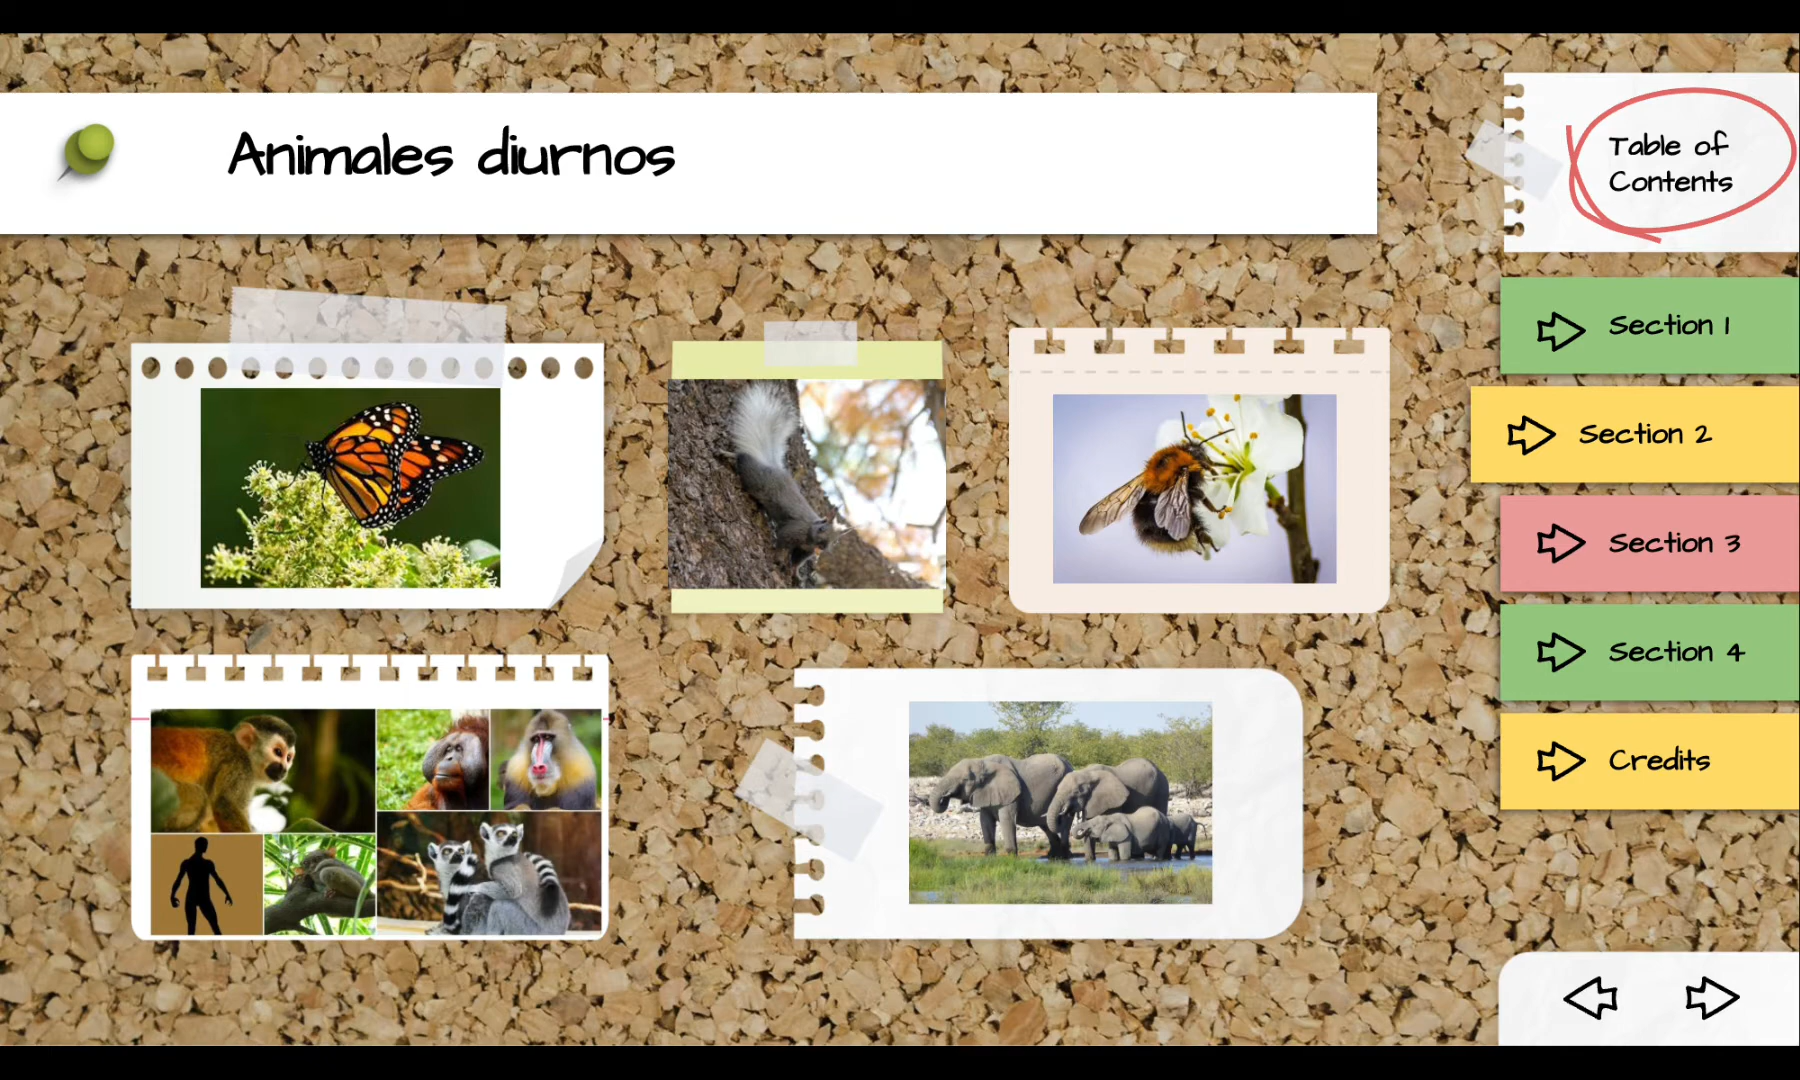 Animales diurnos
Table of
Contents
Section 1
Section 2
Section 3
Section 4
Credits